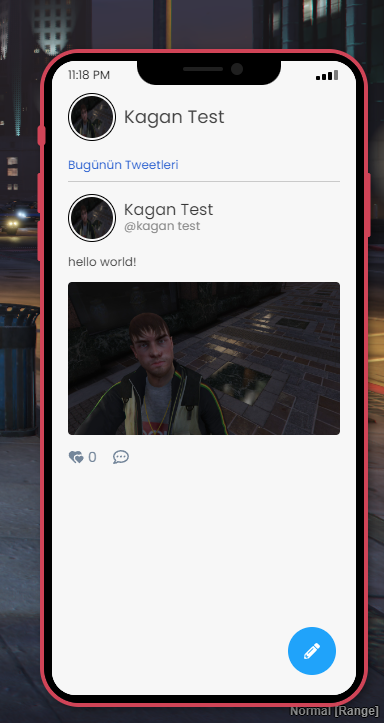 11:18 PM
Kagan Test
Bugünün Tweetleri
Kagan Test
@kagan test
hello world!
0
Normal [Range]